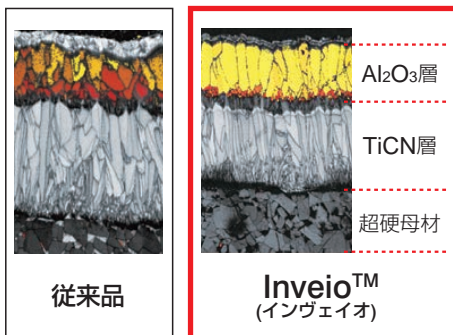 Al₂O₃層
TiCN層
超硬母材
従来品
Inveio™
(インヴェイオ)